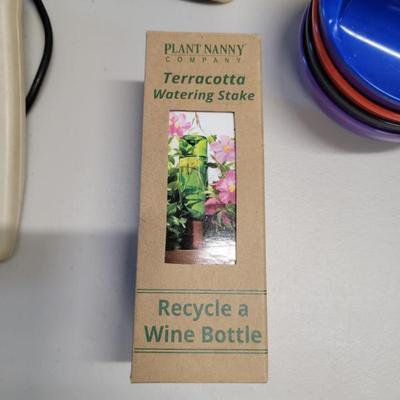 PLANT NANNY
COMPANY
Terracotta
Watering Stake
Recycle a
Wine Bottle